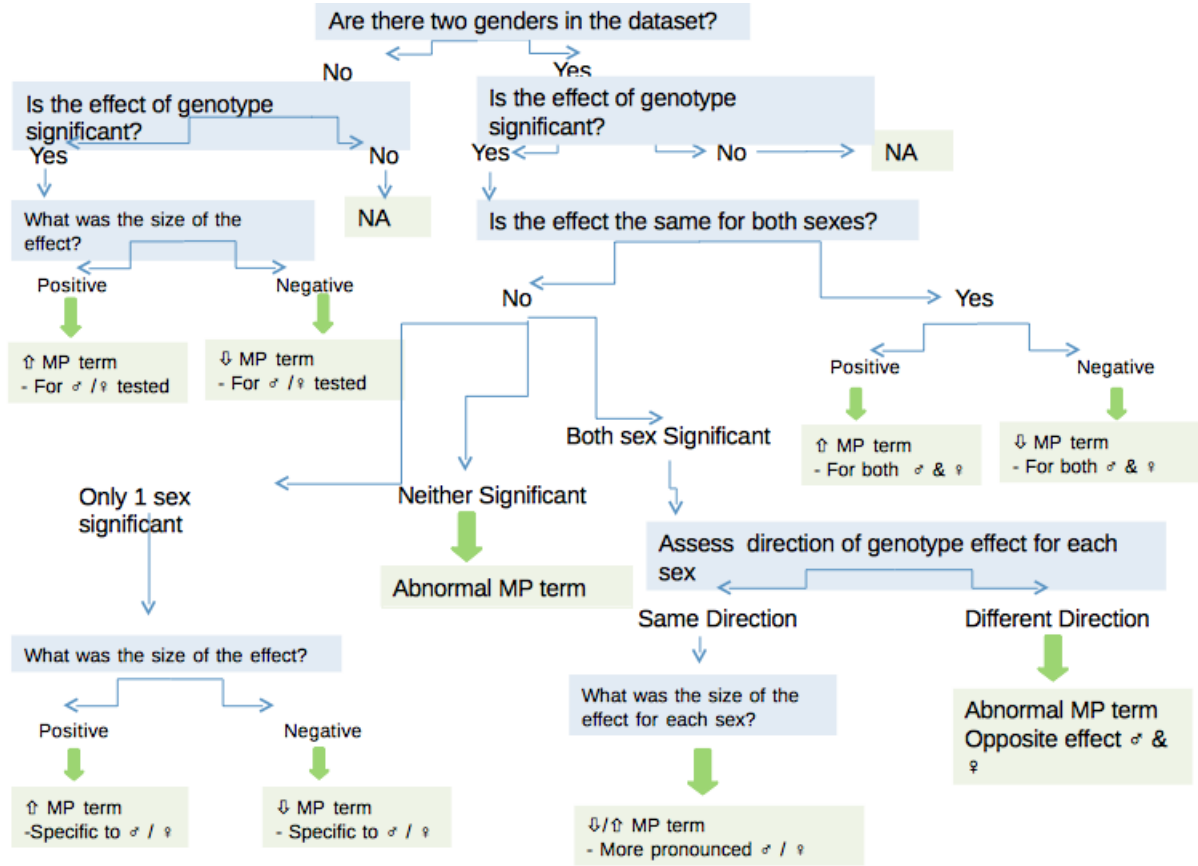 Are there two genders in the dataset?
No
Yes
Is the effect of genotype
significant?
Is the effect of genotype
significant?
Yes
No
Yes
No
NA
What was the size of the
effect?
NA
Is the effect the same for both sexes?
Positive
Negative
No
Yes
⇧ MP term
- For ♂ /♀ tested
⇩ MP term
- For ♂ /♀ tested
Positive
Negative
Both sex Significant
⇧ MP term
- For both ♂ & ♀
⇩ MP term
- For both ♂ & ♀
Only 1 sex
significant
Neither Significant
Assess direction of genotype effect for each
sex
Abnormal MP term
Same Direction
Different Direction
What was the size of the effect?
What was the size of the
effect for each sex?
Positive
Negative
Abnormal MP term
Opposite effect ♂ &
♀
⇧ MP term
-Specific to ♂ / ♀
⇩ MP term
- Specific to ♂ / ♀
⇩/⇧ MP term
- More pronounced ♂ / ♀